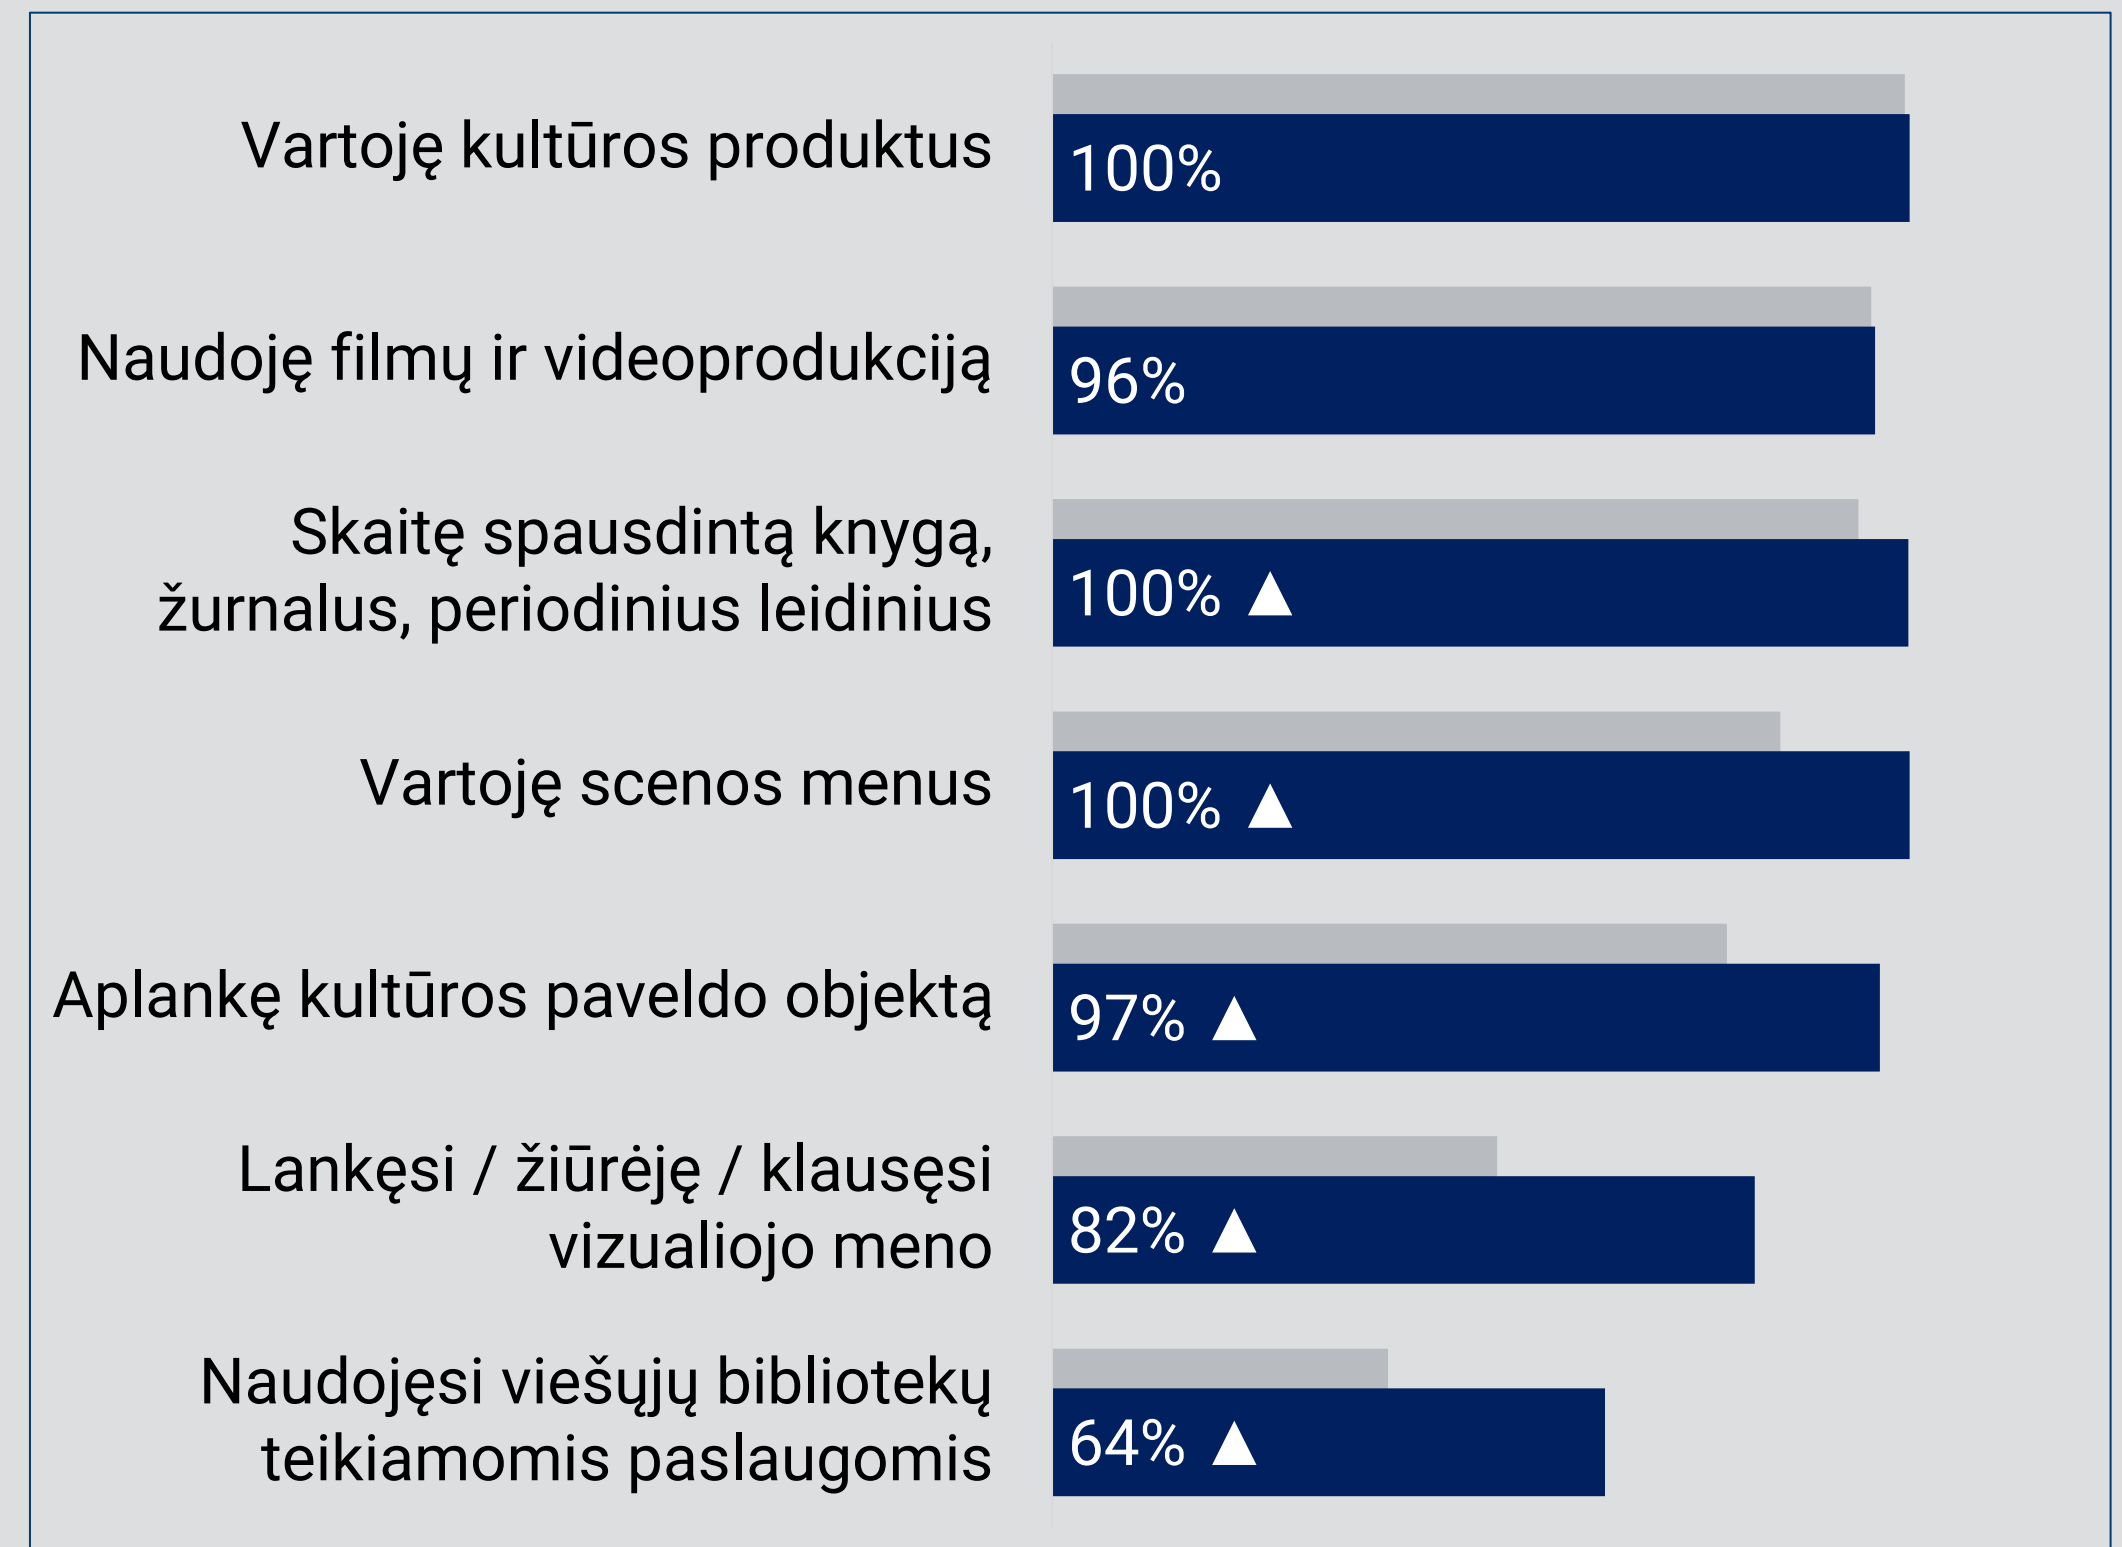 Vartoję kultūros produktus
100%
Naudoję filmų ir videoprodukciją
96%
Skaitę spausdintą knygą,
žurnalus, periodinius leidinius
100% ▲
Vartoję scenos menus
100% ▲
Aplankę kultūros paveldo objektą
97% ▲
Lankęsi / žiūrėję / klausęsi
vizualiojo meno
82% ▲
Naudojęsi viešųjų bibliotekų
teikiamomis paslaugomis
64% ▲